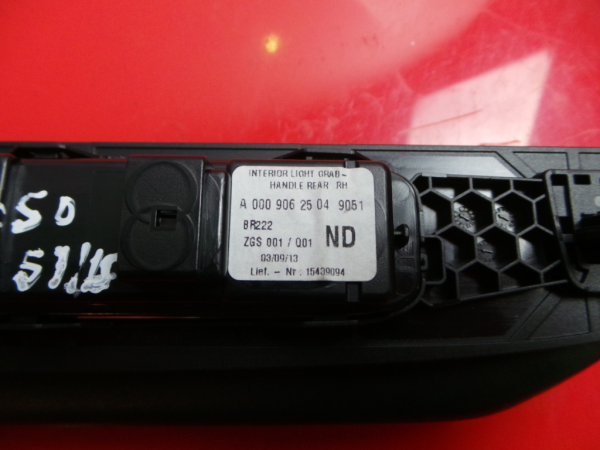 INTERIOR LIGHT GRAB-
HANDLE REAR RH
A 000 906 25 04 9051
BR222
ZGS 001 / Q01 ND
03/09/13
Lief. - Nr.: 15439094